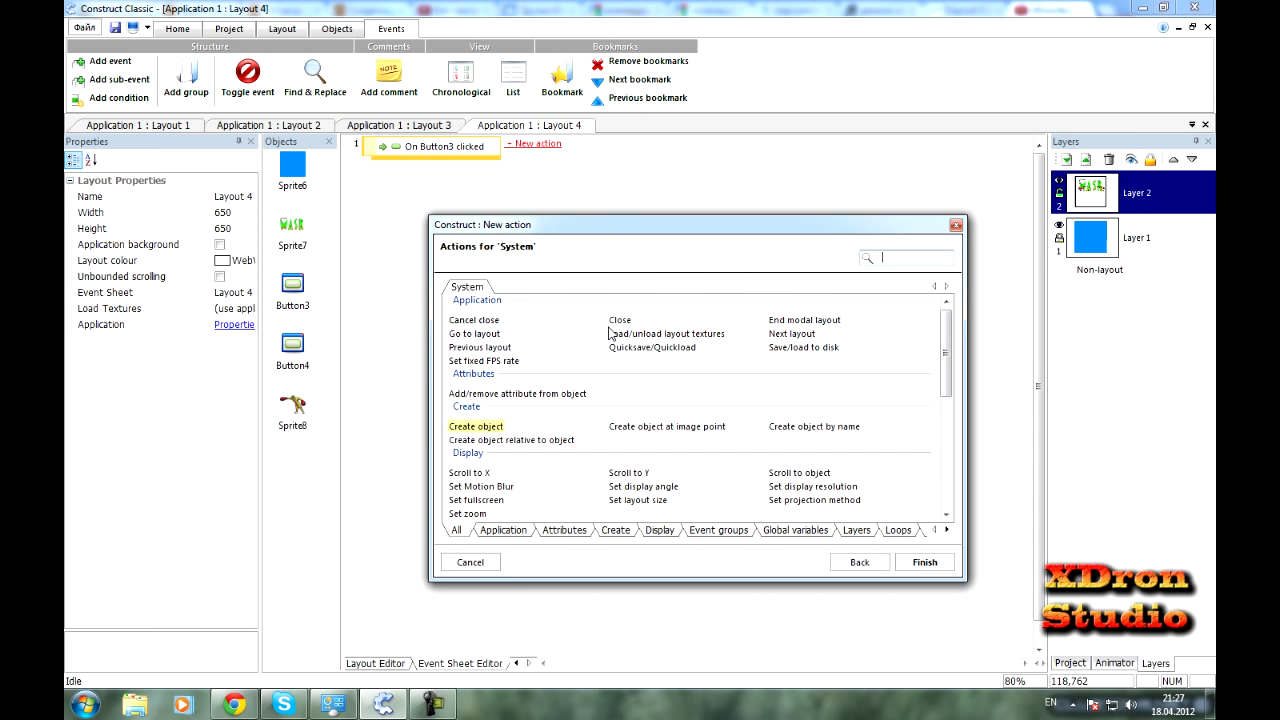 Construct Classic - [Application 1 : Layout 4]
Файл Home Project Layout Objects Events
Structure Comments View Bookmarks
Add event
Add sub-event
Add condition
Add group
Toggle event
Find & Replace
Add comment
NOTE
Chronological
List
Bookmark
Remove bookmarks
Next bookmark
Previous bookmark
Application 1 : Layout 1 Application 1 : Layout 2 Application 1 : Layout 3 Application 1 : Layout 4
Properties
Layout Properties
Name Layout 4
Width 650
Height 650
Application background
Layout colour
Unbounded scrolling
Event Sheet Layout 4
Load Textures (use appl
Application Propertie
Objects
Sprite6
Sprite7
Button3
Button4
Sprite8
1 On Button3 clicked + New action
Construct : New action
Actions for 'System'
System
Application
Cancel close Close End modal layout
Go to layout Load/unload layout textures Next layout
Previous layout Quicksave/Quickload Save/load to disk
Set fixed FPS rate
Attributes
Add/remove attribute from object
Create
Create object Create object at image point Create object by name
Create object relative to object
Display
Scroll to X Scroll to Y Scroll to object
Set Motion Blur Set display angle Set display resolution
Set fullscreen Set layout size Set projection method
Set zoom
All Application Attributes Create Display Event groups Global variables Layers Loops
Cancel Back Finish
Layers
2 Layer 2
1 Layer 1
Non-layout
XDron
Studio
Layout Editor Event Sheet Editor
Project Animator Layers
Idle 80% 118,762 NUM
EN 21:27
18.04.2012